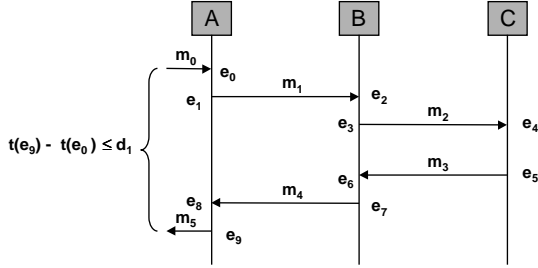 A B C
m₀ e₀
e₁ m₁ e₂
e₃ m₂ e₄
t(e₉) - t(e₀) ≤ d₁
e₆ m₃ e₅
e₈ m₄ e₇
m₅ e₉